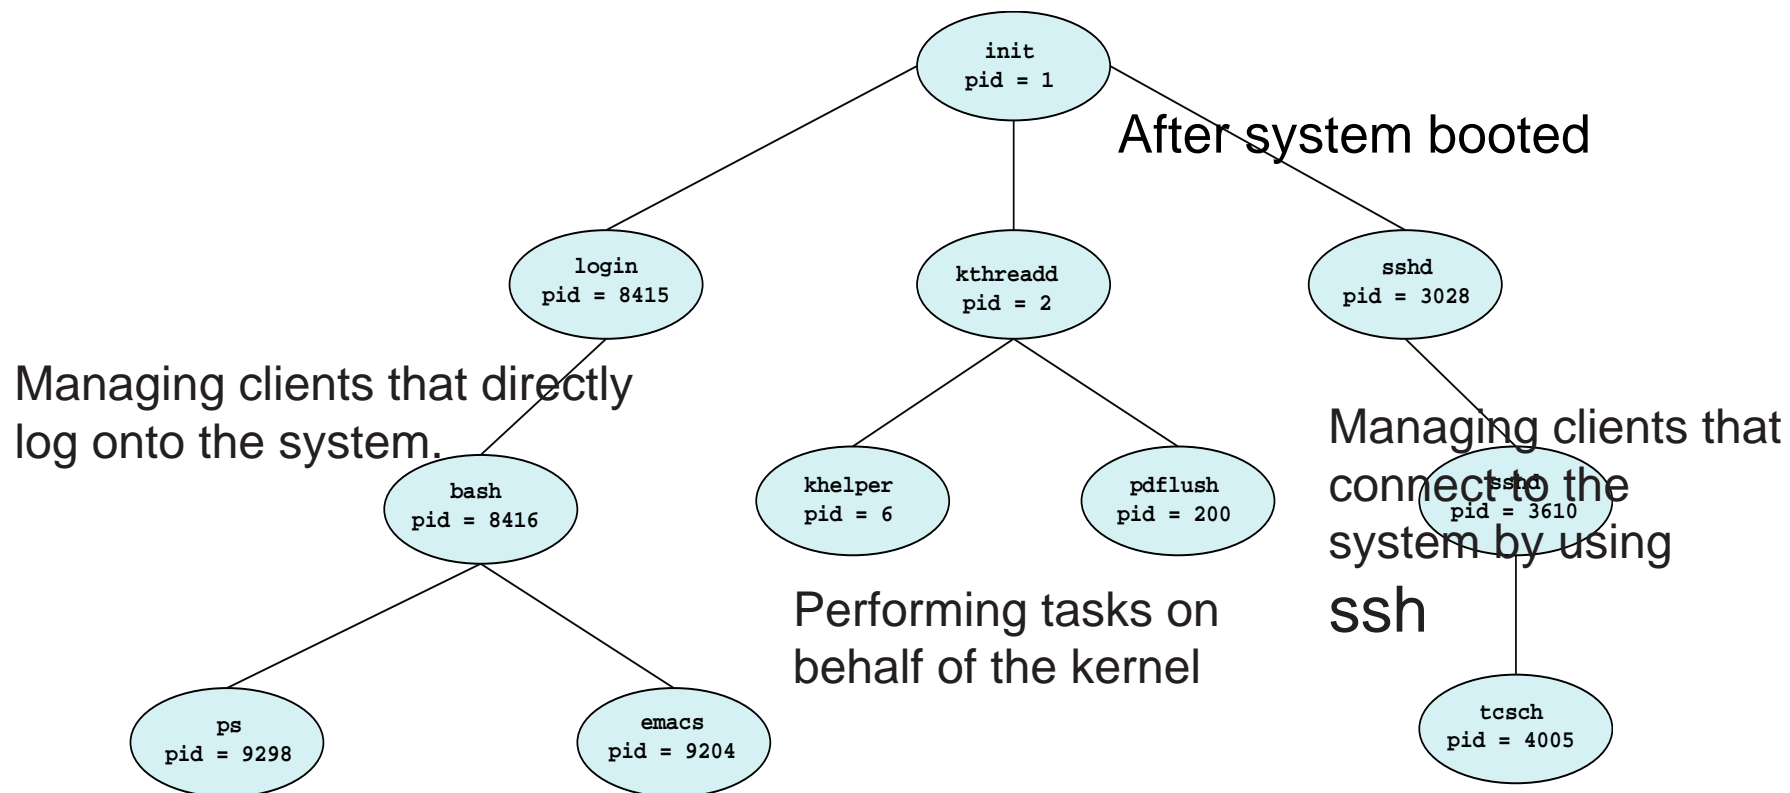 init
pid = 1
After system booted
login
pid = 8415
kthreadd
pid = 2
sshd
pid = 3028
Managing clients that directly
log onto the system.
Managing clients that
connect to the
system by using
ssh
bash
pid = 8416
khelper
pid = 6
pdflush
pid = 200
sshd
pid = 3610
Performing tasks on
behalf of the kernel
ps
pid = 9298
emacs
pid = 9204
tcsch
pid = 4005